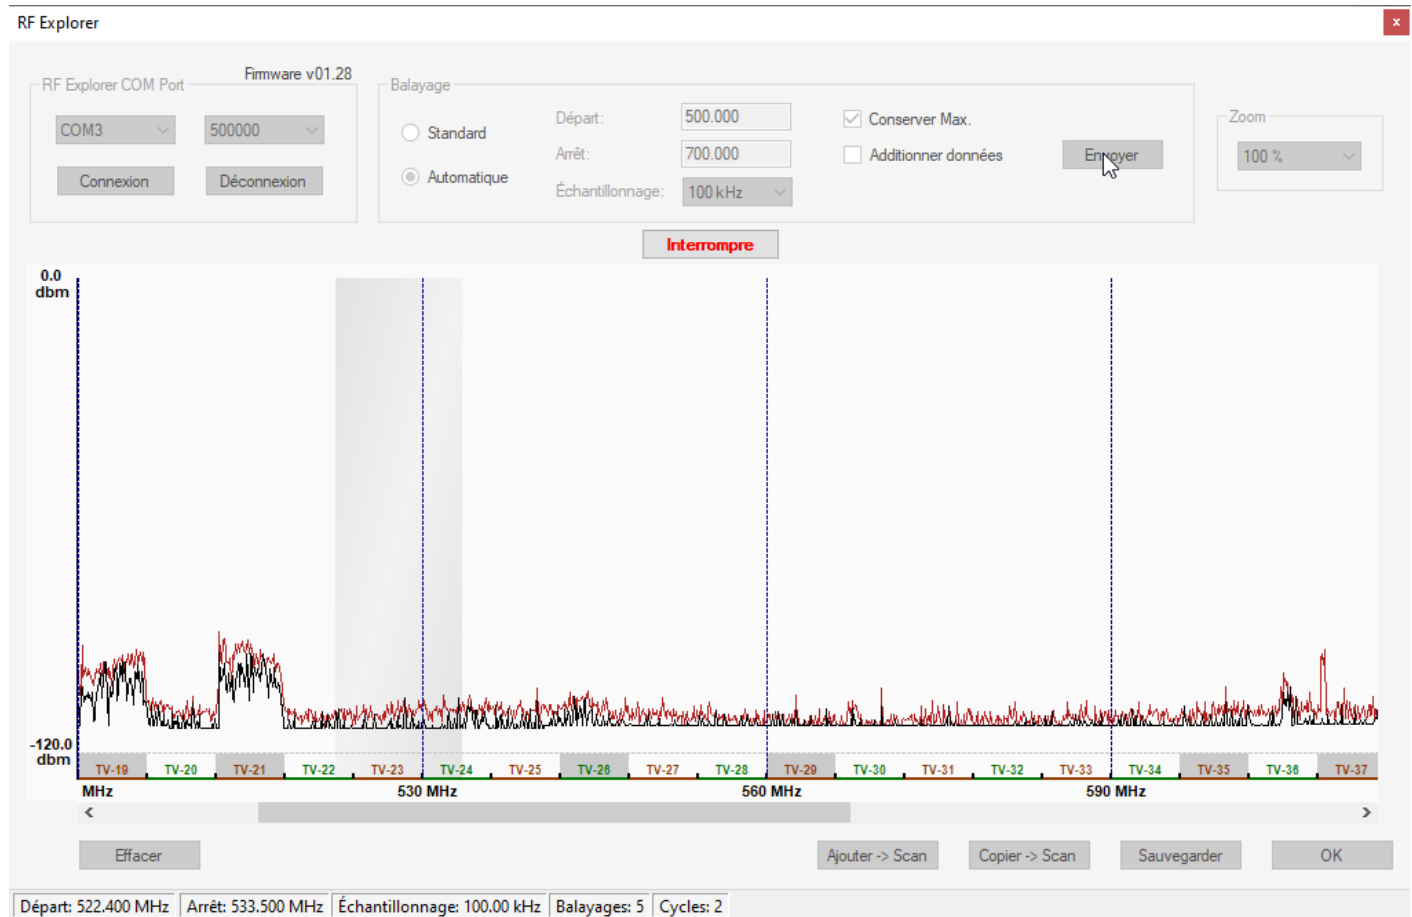 RF Explorer
x
RF Explorer COM Port
Firmware v01.28
COM3
500000
Connexion
Déconnexion
Balayage
Standard
Automatique
Départ:
500.000
Arrêt:
700.000
Échantillonnage:
100 kHz
Conserver Max.
Additionner données
Envoyer
Zoom
100 %
Interrompre
0.0
dbm
-120.0
dbm
TV-19 TV-20 TV-21 TV-22 TV-23 TV-24 TV-25 TV-26 TV-27 TV-28 TV-29 TV-30 TV-31 TV-32 TV-33 TV-34 TV-35 TV-36 TV-37
MHz 530 MHz 560 MHz 590 MHz
Effacer
Ajouter -> Scan
Copier -> Scan
Sauvegarder
OK
Départ: 522.400 MHz Arrêt: 533.500 MHz Échantillonnage: 100.00 kHz Balayages: 5 Cycles: 2